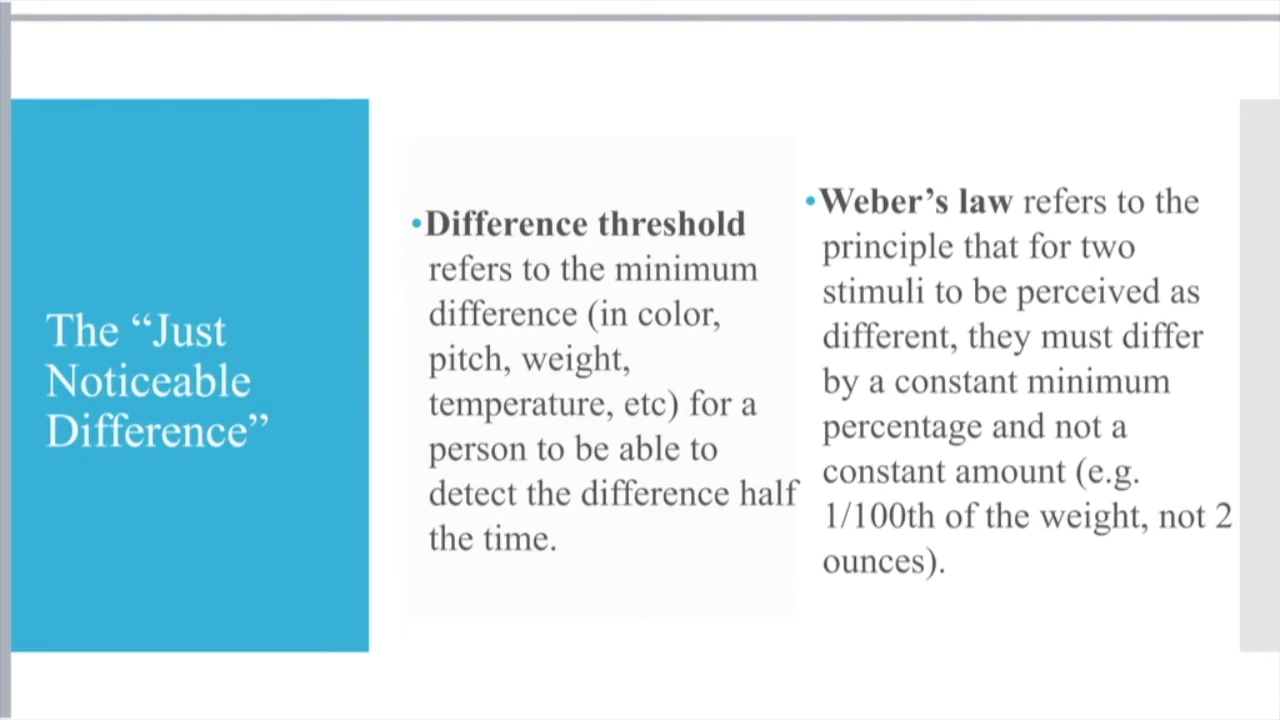 The “Just
Noticeable
Difference”
•Difference threshold
refers to the minimum
difference (in color,
pitch, weight,
temperature, etc) for a
person to be able to
detect the difference half
the time.
•Weber’s law refers to the
principle that for two
stimuli to be perceived as
different, they must differ
by a constant minimum
percentage and not a
constant amount (e.g.
1/100th of the weight, not 2
ounces).